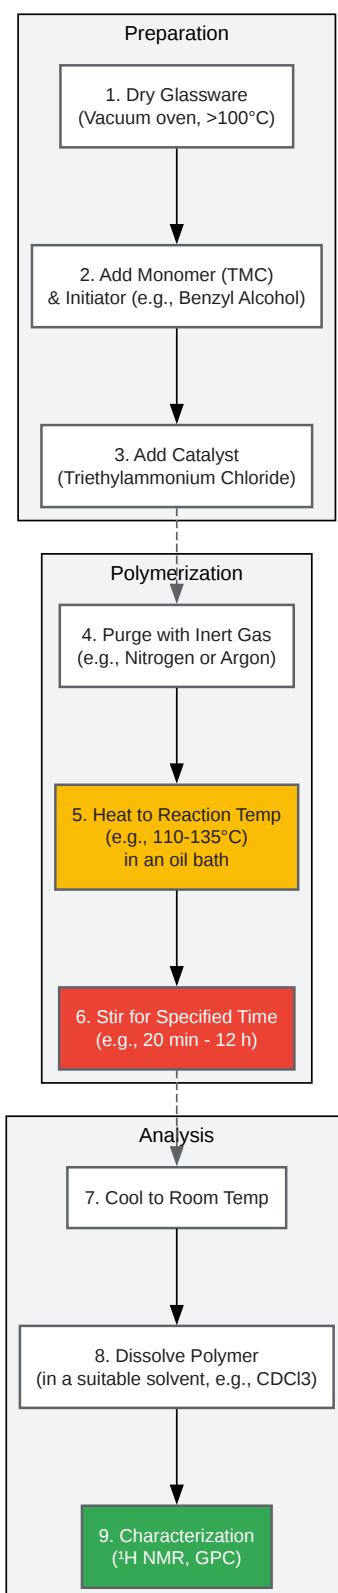 Preparation
1. Dry Glassware
(Vacuum oven, >100°C)
2. Add Monomer (TMC)
& Initiator (e.g., Benzyl Alcohol)
3. Add Catalyst
(Triethylammonium Chloride)
Polymerization
4. Purge with Inert Gas
(e.g., Nitrogen or Argon)
5. Heat to Reaction Temp
(e.g., 110-135°C)
in an oil bath
6. Stir for Specified Time
(e.g., 20 min - 12 h)
Analysis
7. Cool to Room Temp
8. Dissolve Polymer
(in a suitable solvent, e.g., CDCl3)
9. Characterization
(¹H NMR, GPC)